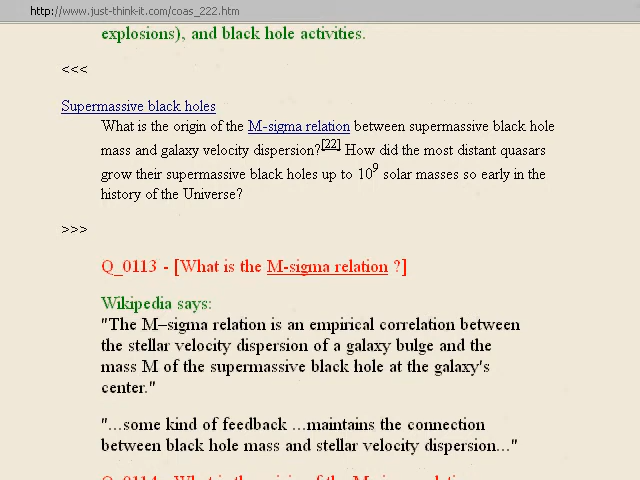 http://www.just-think-it.com/coas_222.htm
explosions), and black hole activities.
<<<
Supermassive black holes
What is the origin of the M-sigma relation between supermassive black hole
mass and galaxy velocity dispersion?[22] How did the most distant quasars
grow their supermassive black holes up to 10⁹ solar masses so early in the
history of the Universe?
>>>
Q_0113 - [What is the M-sigma relation ?]
Wikipedia says:
"The M–sigma relation is an empirical correlation between
the stellar velocity dispersion of a galaxy bulge and the
mass M of the supermassive black hole at the galaxy's
center."
"...some kind of feedback ...maintains the connection
between black hole mass and stellar velocity dispersion..."